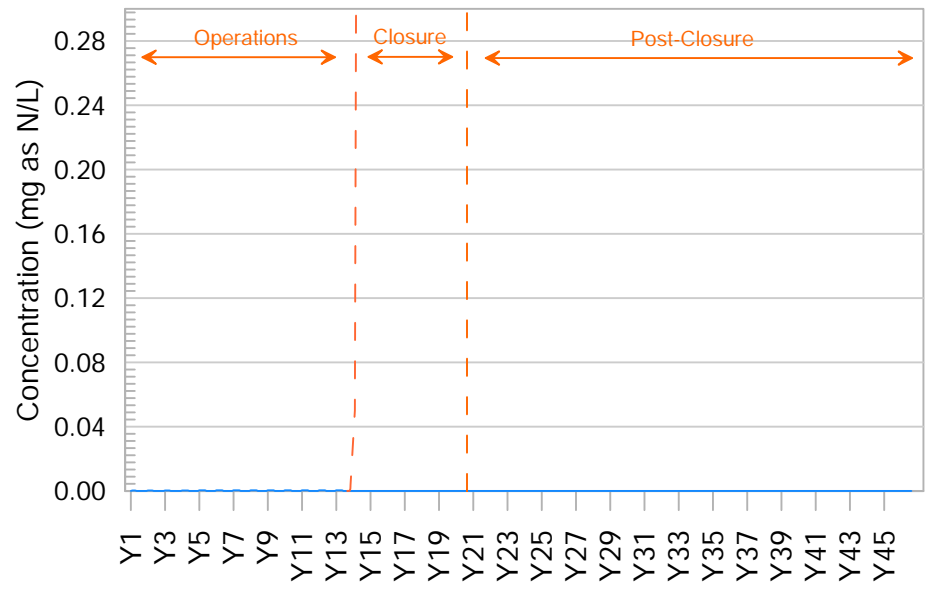 Operations
Closure
Post-Closure
Concentration (mg as N/L)
0.28
0.24
0.20
0.16
0.12
0.08
0.04
0.00
Y1
Y3
Y5
Y7
Y9
Y11
Y13
Y15
Y17
Y19
Y21
Y23
Y25
Y27
Y29
Y31
Y33
Y35
Y37
Y39
Y41
Y43
Y45